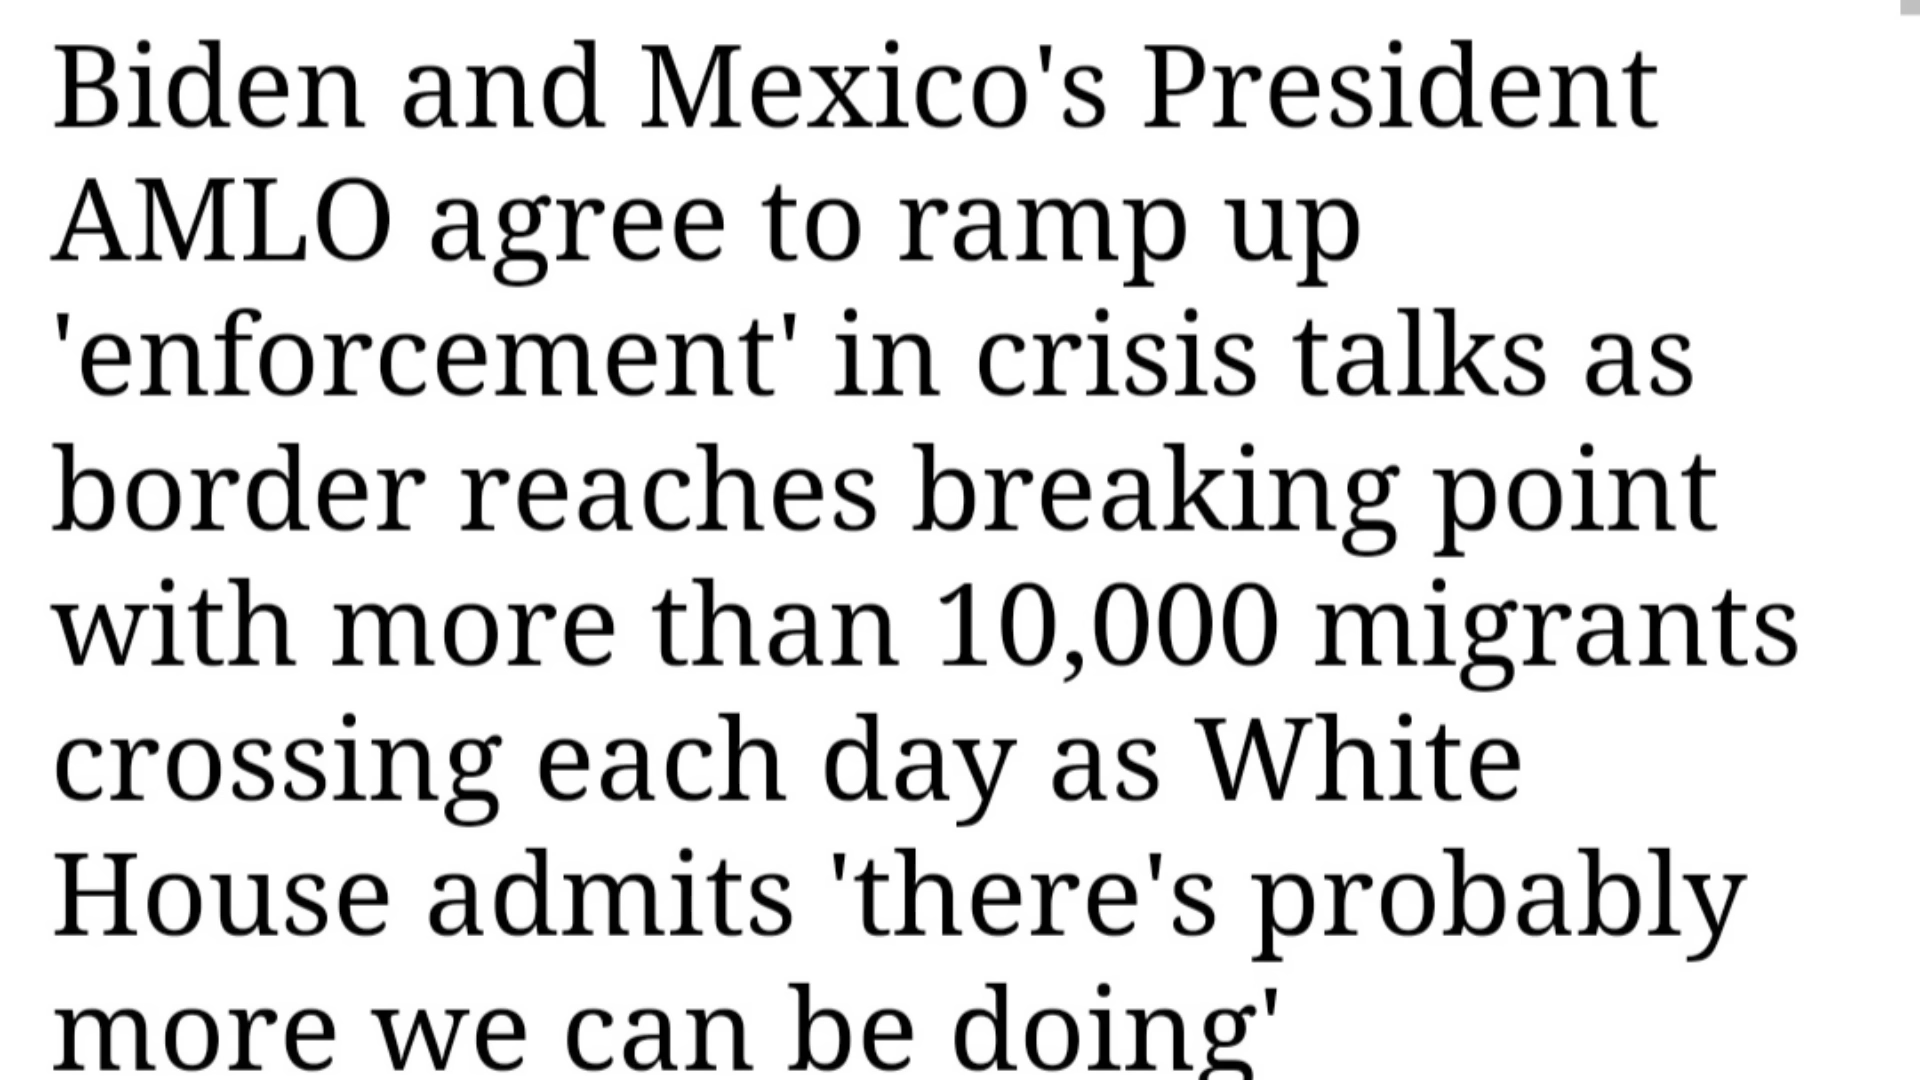 Biden and Mexico's President
AMLO agree to ramp up
'enforcement' in crisis talks as
border reaches breaking point
with more than 10,000 migrants
crossing each day as White
House admits 'there's probably
more we can be doing'